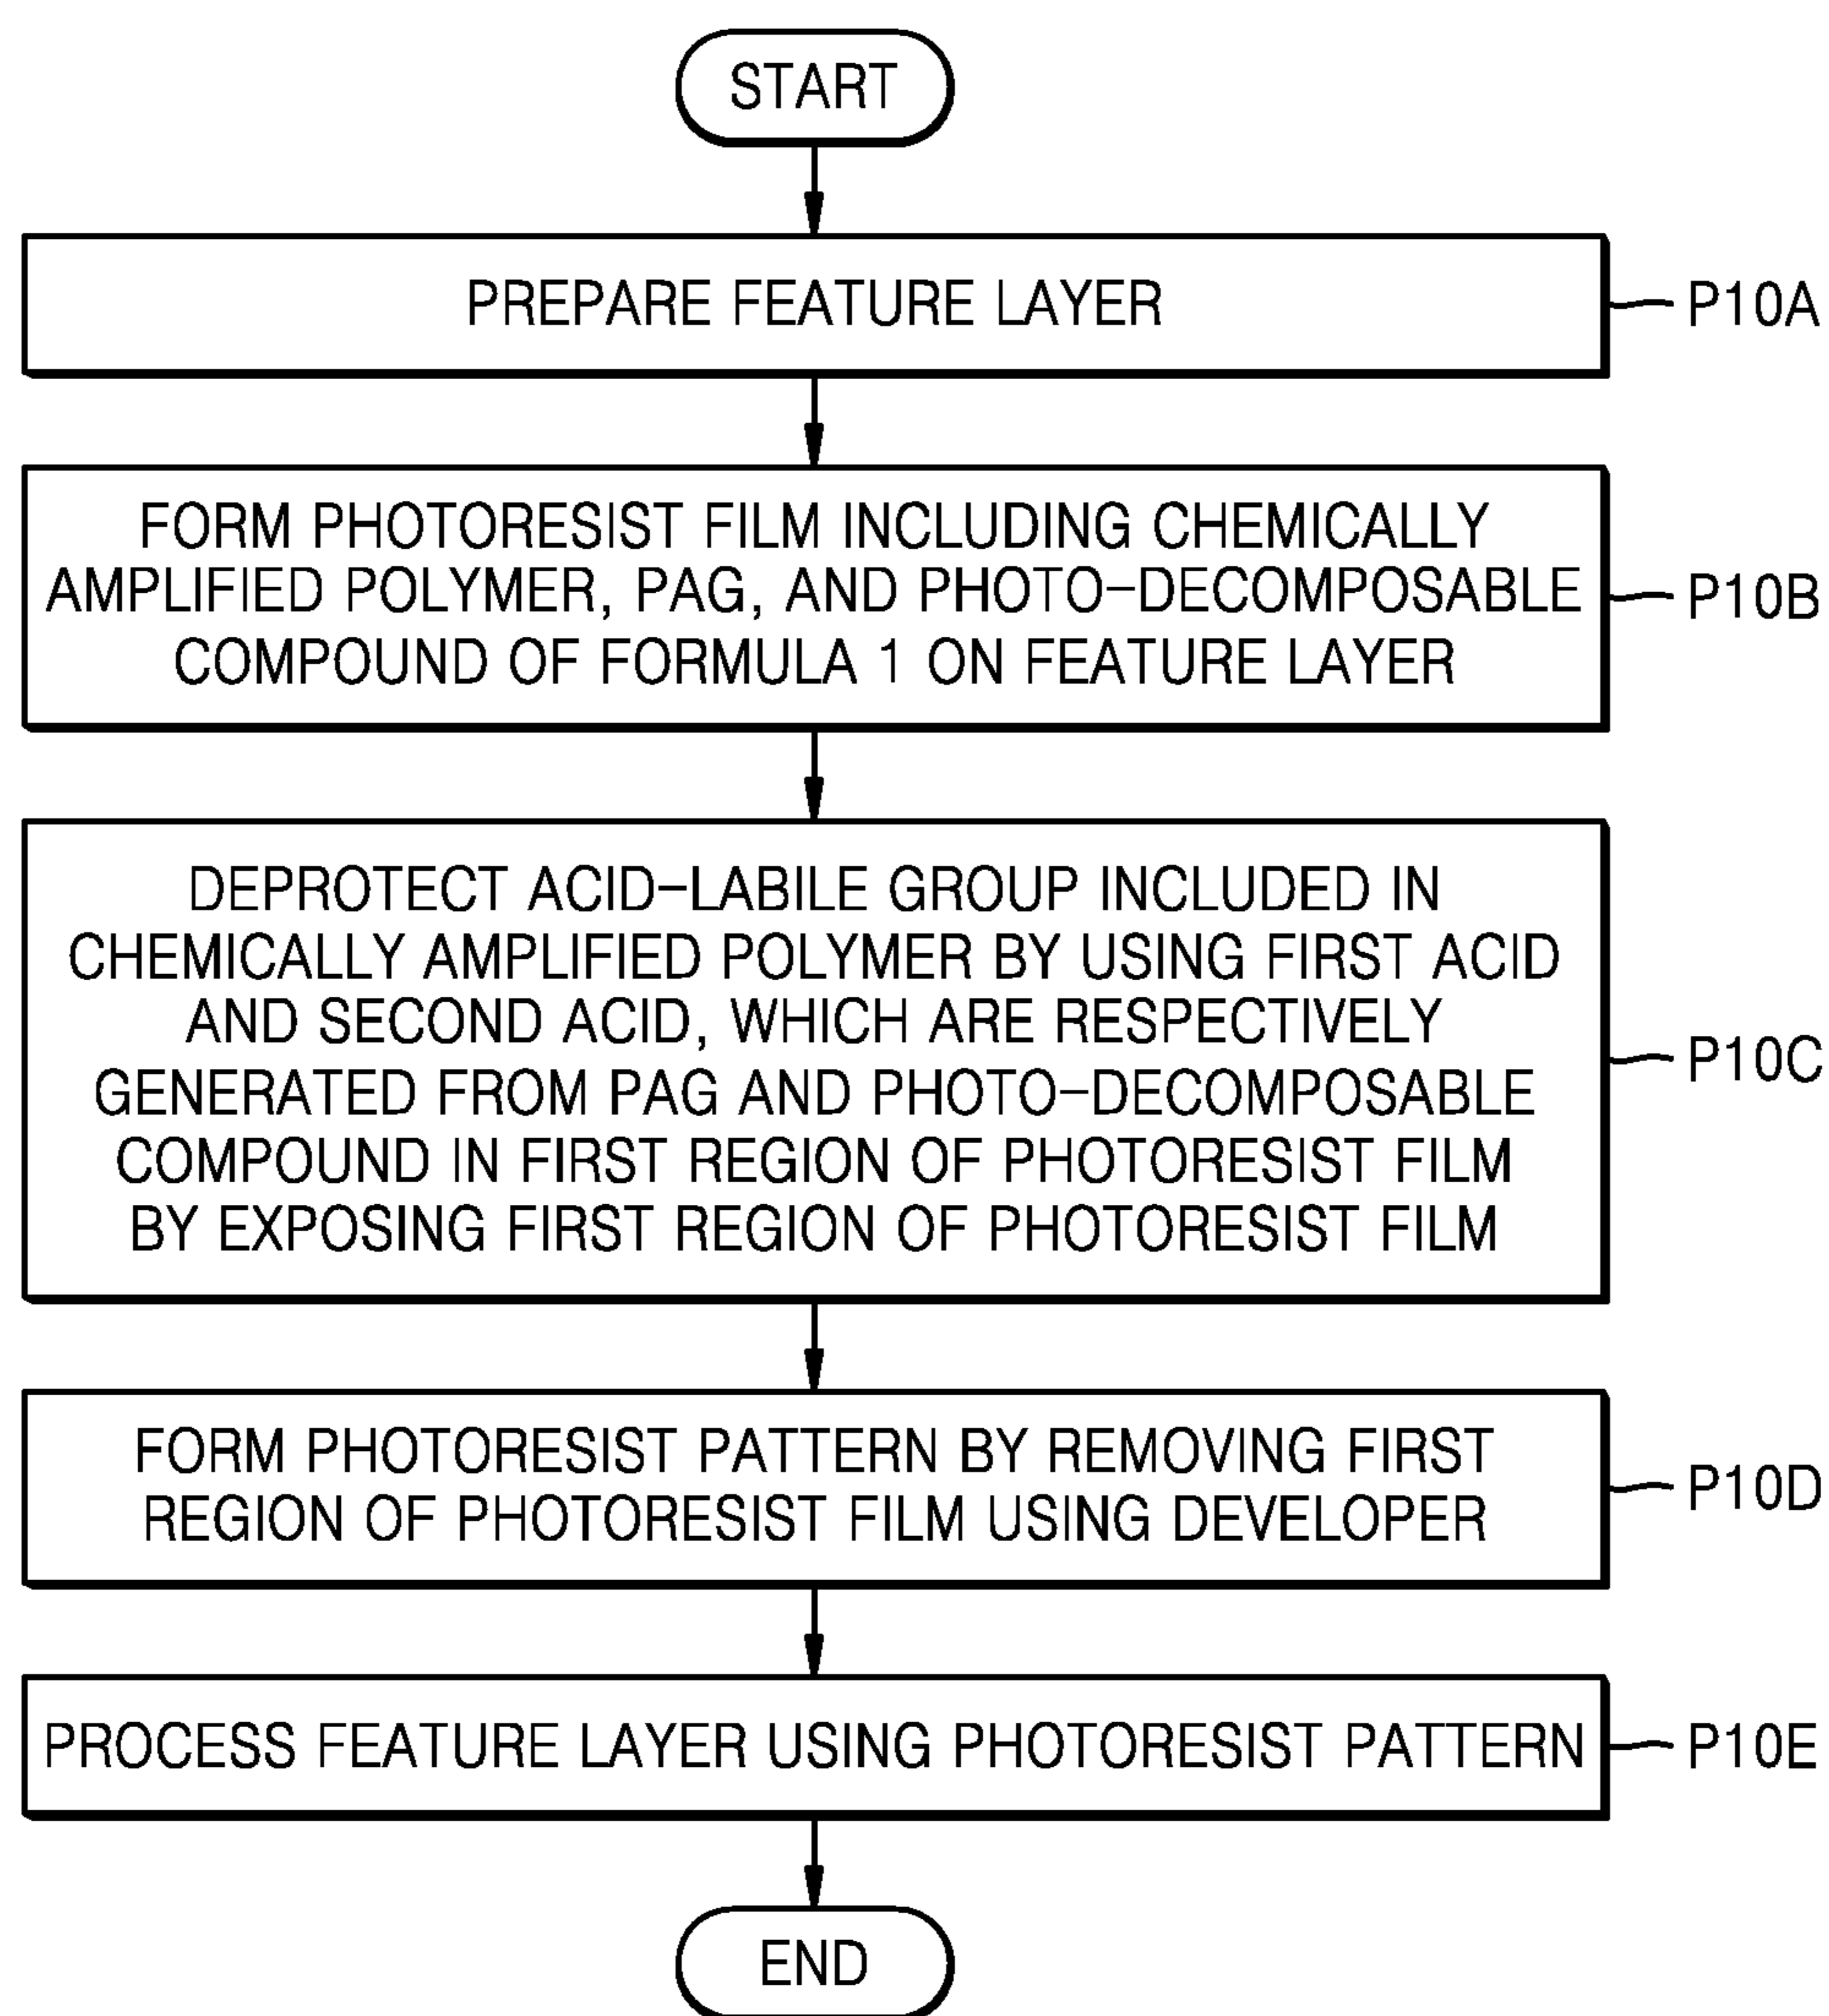 START
PREPARE FEATURE LAYER
P10A
FORM PHOTORESIST FILM INCLUDING CHEMICALLY
AMPLIFIED POLYMER, PAG, AND PHOTO-DECOMPOSABLE
COMPOUND OF FORMULA 1 ON FEATURE LAYER
P10B
DEPROTECT ACID-LABILE GROUP INCLUDED IN
CHEMICALLY AMPLIFIED POLYMER BY USING FIRST ACID
AND SECOND ACID, WHICH ARE RESPECTIVELY
GENERATED FROM PAG AND PHOTO-DECOMPOSABLE
COMPOUND IN FIRST REGION OF PHOTORESIST FILM
BY EXPOSING FIRST REGION OF PHOTORESIST FILM
P10C
FORM PHOTORESIST PATTERN BY REMOVING FIRST
REGION OF PHOTORESIST FILM USING DEVELOPER
P10D
PROCESS FEATURE LAYER USING PHOTORESIST PATTERN
P10E
END